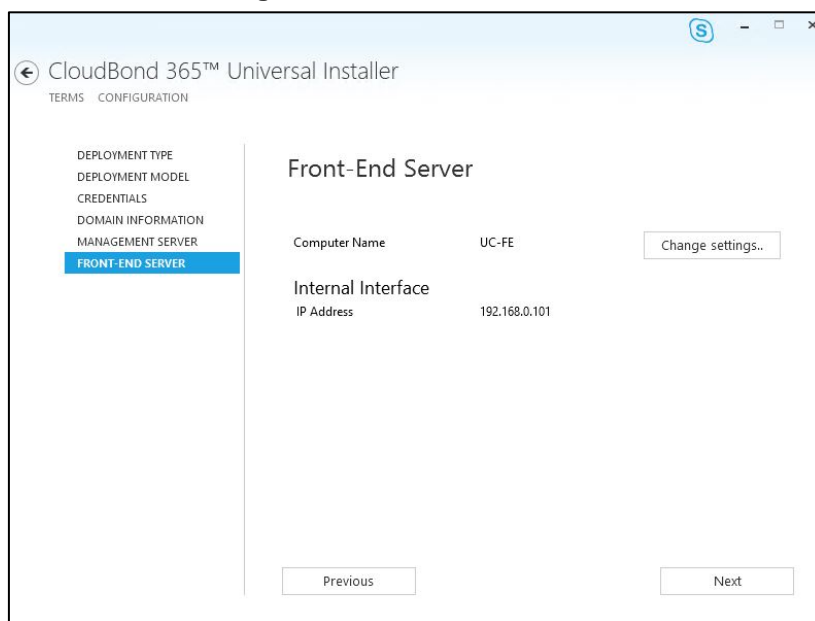 CloudBond 365™ Universal Installer
TERMS CONFIGURATION
DEPLOYMENT TYPE
DEPLOYMENT MODEL
CREDENTIALS
DOMAIN INFORMATION
MANAGEMENT SERVER
FRONT-END SERVER
Front-End Server
Computer Name UC-FE Change settings..
Internal Interface
IP Address 192.168.0.101
Previous Next